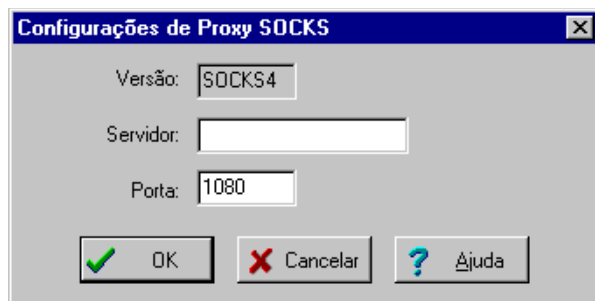 Configurações de Proxy SOCKS
Versão: SOCKS4
Servidor:
Porta: 1080
OK Cancelar Ajuda